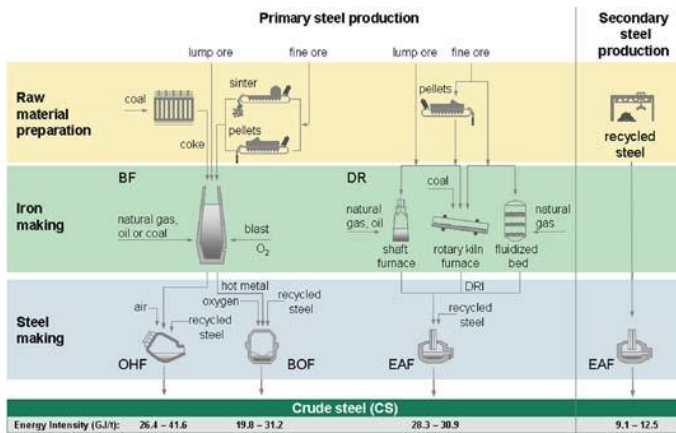 Primary steel production
Secondary
steel
production
lump ore
fine ore
lump ore
fine ore
Raw
material
preparation
coal
sinter
pellets
coke
pellets
recycled
steel
BF
DR
Iron
making
natural gas,
oil or coal
blast
O2
coal
natural
gas, oil
natural
gas
shaft
furnace
rotary kiln
furnace
fluidized
bed
hot metal
DRI
Steel
making
air
recycled
steel
oxygen
recycled
steel
recycled
steel
OHF
BOF
EAF
EAF
Crude steel (CS)
Energy Intensity (GJ/t): 26.4 – 41.6 19.8 – 31.2 28.3 – 30.9 9.1 – 12.5